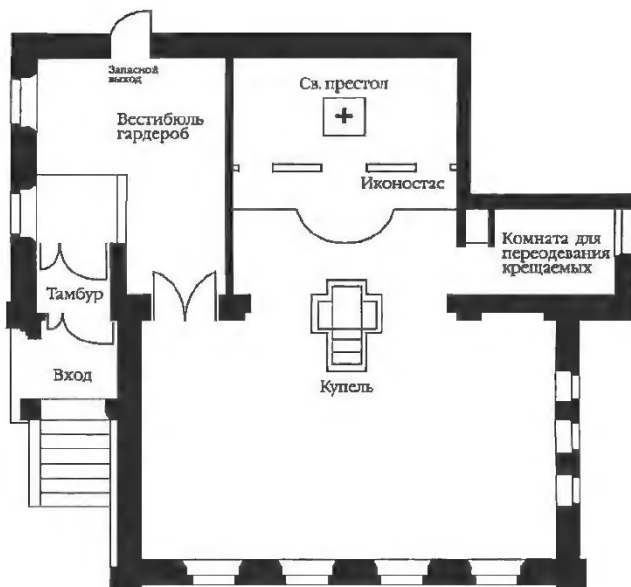 Запасной
выход
Св. престол
Вестибюль
гардероб
Иконостас
Комната для
переодевания
крещаемых
Тамбур
Вход
Купель